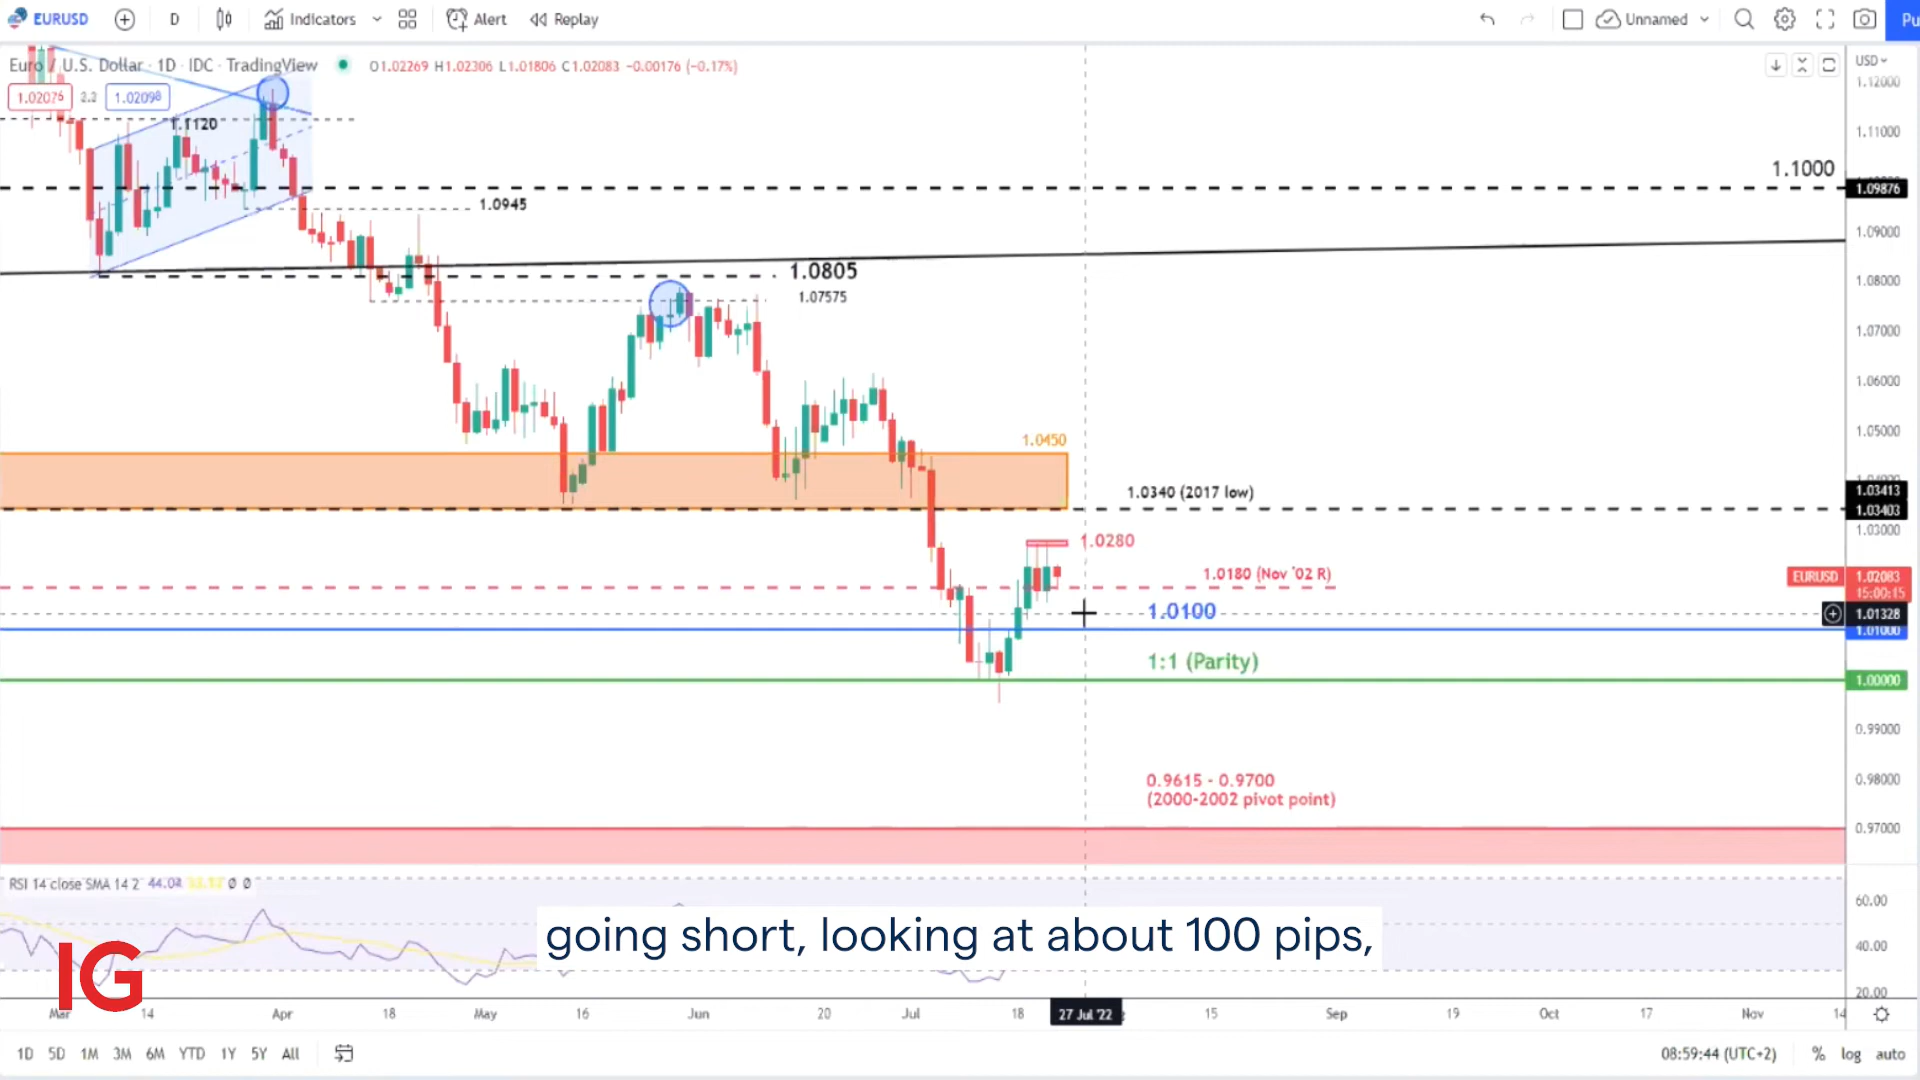 EURUSD D Indicators Alert Replay Unnamed Pu
Euro / U.S. Dollar · 1D · IDC · TradingView O1.02269 H1.02306 L1.01806 C1.02083 -0.00176 (-0.17%) USD
1.02076 2.2 1.02098
1.12000
1.1120
1.11000
1.1000
1.09876
1.0945
1.09000
1.0805
1.08000
1.07575
1.07000
1.06000
1.05000
1.0450
1.0340 (2017 low)
1.03413
1.03403
1.03000
1.0280
1.0180 (Nov '02 R)
EURUSD 1.02083
15:00:15
1.0100
1.01328
1.01000
1:1 (Parity)
1.00000
0.99000
0.9615 - 0.9700
(2000-2002 pivot point)
0.98000
0.97000
RSI 14 close SMA 14 2 44.04 Ø Ø
60.00
going short, looking at about 100 pips,
40.00
IG
20.00
Mar 14 Apr 18 May 16 Jun 20 Jul 18 27 Jul '22 15 Sep 19 Oct 17 Nov 14
1D 5D 1M 3M 6M YTD 1Y 5Y All 08:59:44 (UTC+2) % log auto